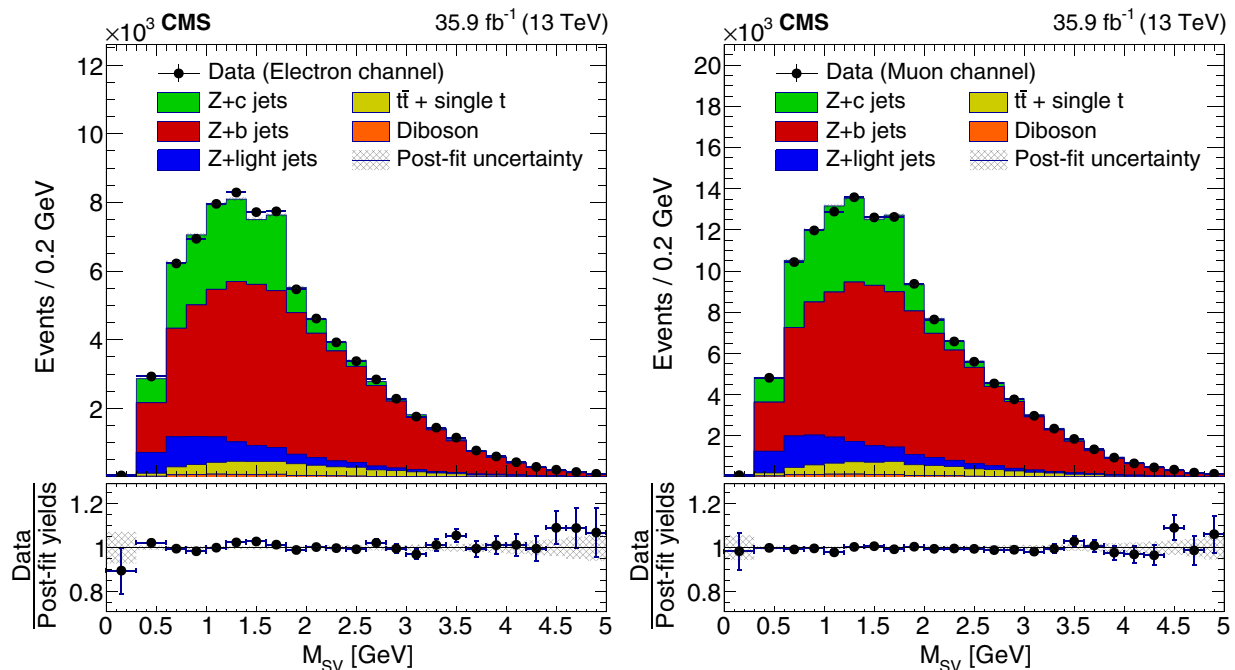 ×10³ CMS 35.9 fb⁻¹ (13 TeV)
Data (Electron channel)
Z+c jets tt̄ + single t
Z+b jets Diboson
Z+light jets Post-fit uncertainty
Events / 0.2 GeV
12
10
8
6
4
2
Data
Post-fit yields
1.2
1
0.8
0 0.5 1 1.5 2 2.5 3 3.5 4 4.5 5
M_SV [GeV]
×10³ CMS 35.9 fb⁻¹ (13 TeV)
Data (Muon channel)
Z+c jets tt̄ + single t
Z+b jets Diboson
Z+light jets Post-fit uncertainty
Events / 0.2 GeV
20
18
16
14
12
10
8
6
4
2
Data
Post-fit yields
1.2
1
0.8
0 0.5 1 1.5 2 2.5 3 3.5 4 4.5 5
M_SV [GeV]